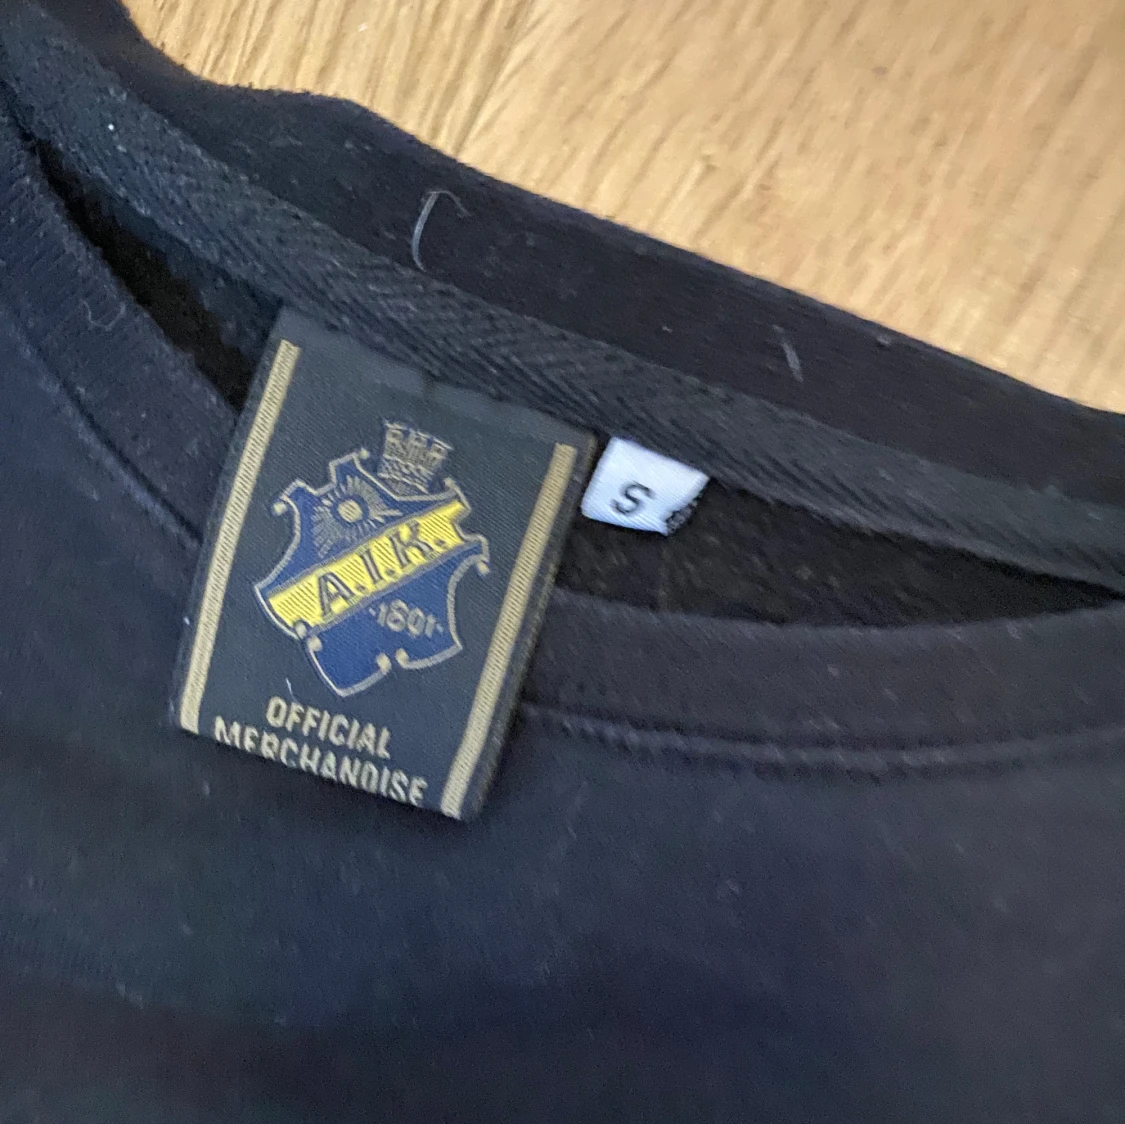 A.I.K.
·1891·
OFFICIAL
MERCHANDISE
S